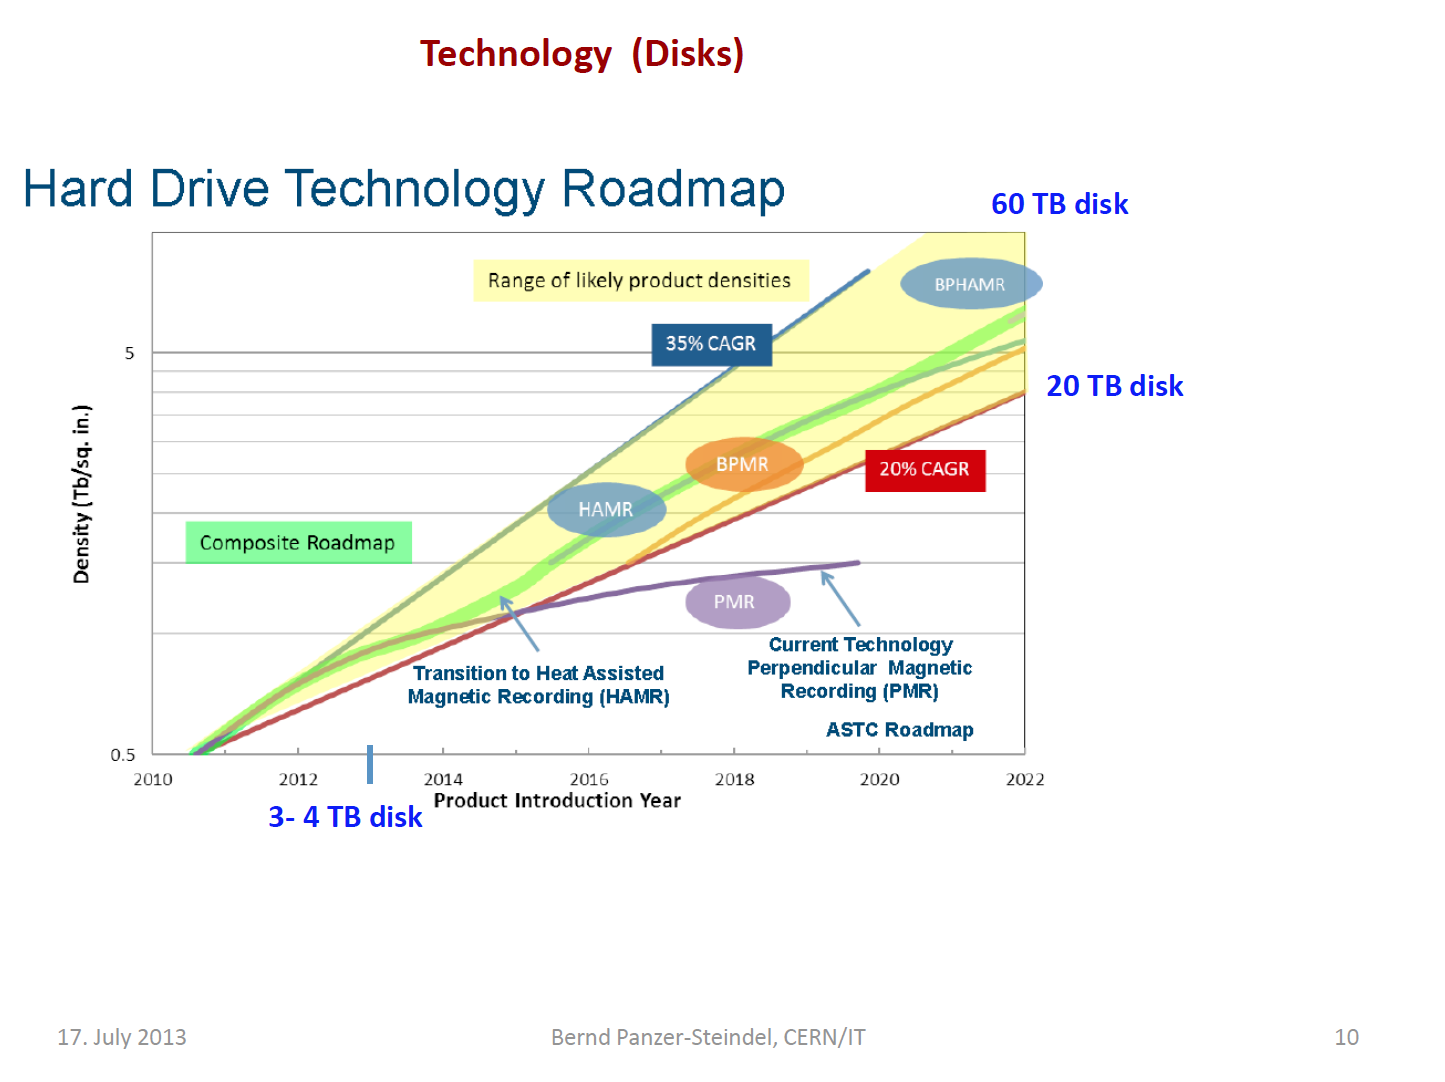 Technology (Disks)
Hard Drive Technology Roadmap
60 TB disk
Range of likely product densities
BPHAMR
35% CAGR
5
20 TB disk
Density (Tb/sq. in.)
BPMR
20% CAGR
HAMR
Composite Roadmap
PMR
Current Technology
Perpendicular Magnetic
Recording (PMR)
Transition to Heat Assisted
Magnetic Recording (HAMR)
ASTC Roadmap
0.5
2010 2012 2014 2016 2018 2020 2022
Product Introduction Year
3- 4 TB disk
17. July 2013
Bernd Panzer-Steindel, CERN/IT
10